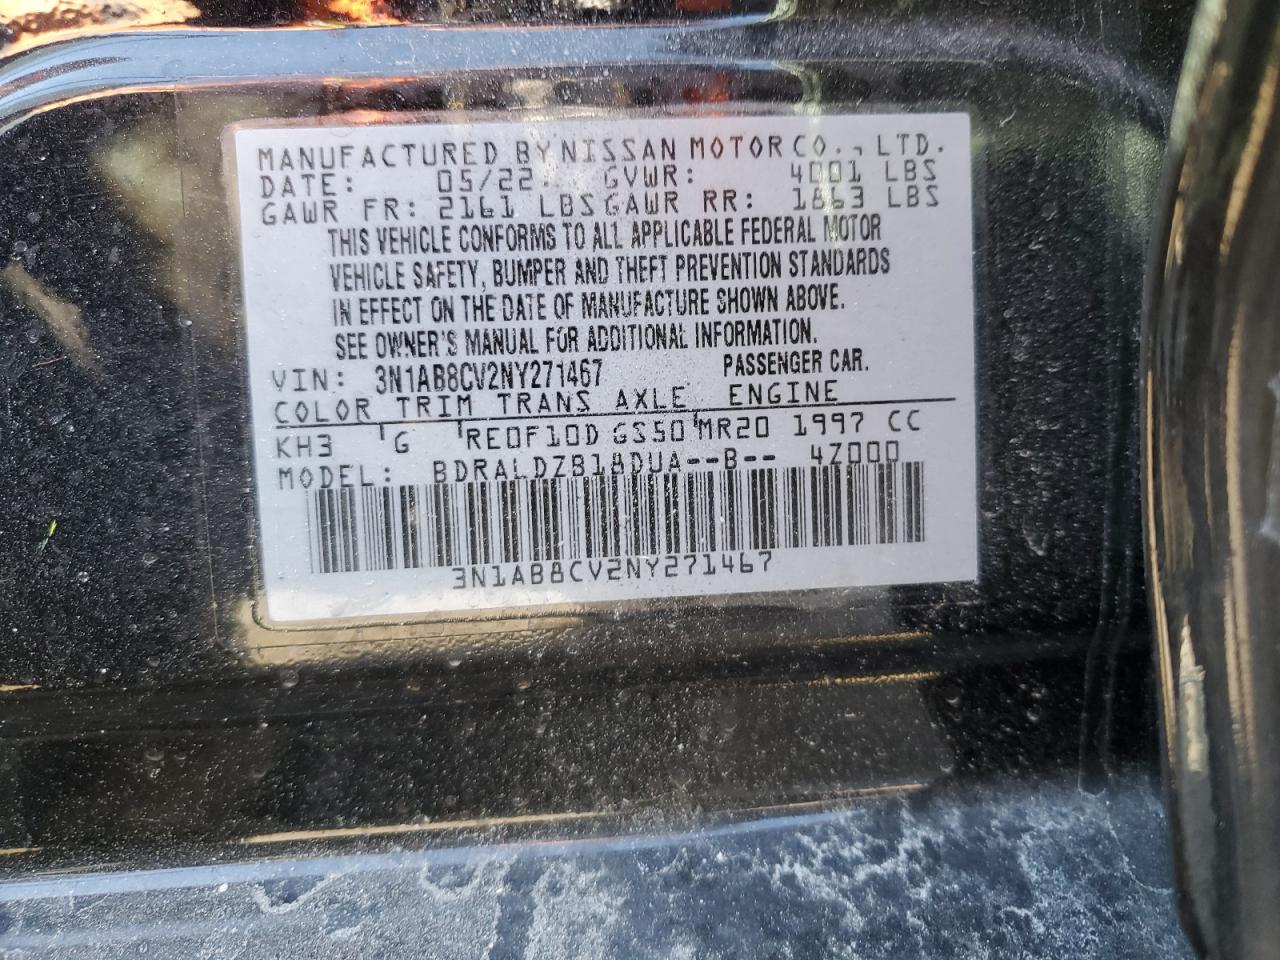 MANUFACTURED BY NISSAN MOTOR CO., LTD.
DATE: 05/22 GVWR: 4001 LBS
GAWR FR: 2161 LBS GAWR RR: 1863 LBS
THIS VEHICLE CONFORMS TO ALL APPLICABLE FEDERAL MOTOR
VEHICLE SAFETY, BUMPER AND THEFT PREVENTION STANDARDS
IN EFFECT ON THE DATE OF MANUFACTURE SHOWN ABOVE.
SEE OWNER'S MANUAL FOR ADDITIONAL INFORMATION.
VIN: 3N1AB8CV2NY271467 PASSENGER CAR.
COLOR TRIM TRANS AXLE ENGINE
KH3 G RE0F10D GS50 MR20 1997 CC
MODEL: BDRALDZB18DUA--B-- 4Z000
3N1AB8CV2NY271467